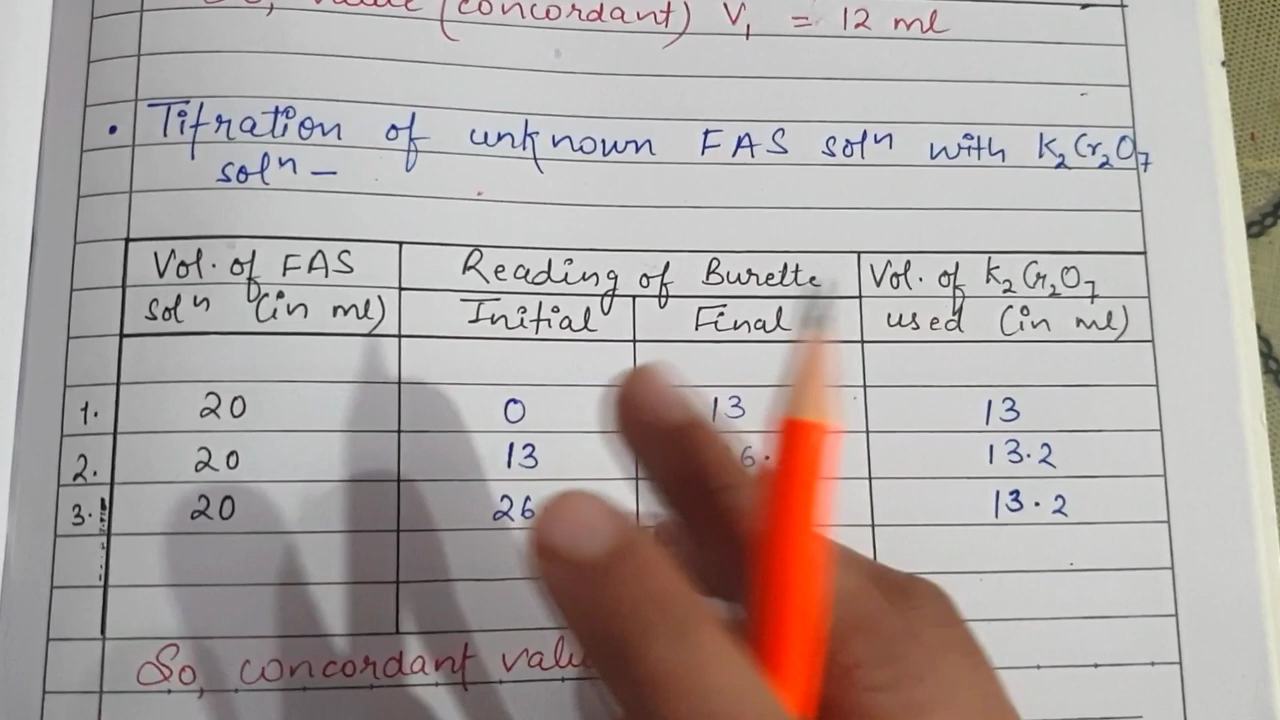 value (concordant) V₁ = 12 ml
• Titration of unknown FAS solⁿ with K₂Cr₂O₇
solⁿ –
Vol. of FAS Reading of Burette Vol. of K₂Cr₂O₇
solⁿ (in ml) Initial Final used (in ml)
1. 20 0 13 13
2. 20 13 6. 13.2
3. 20 26 13.2
So, concordant